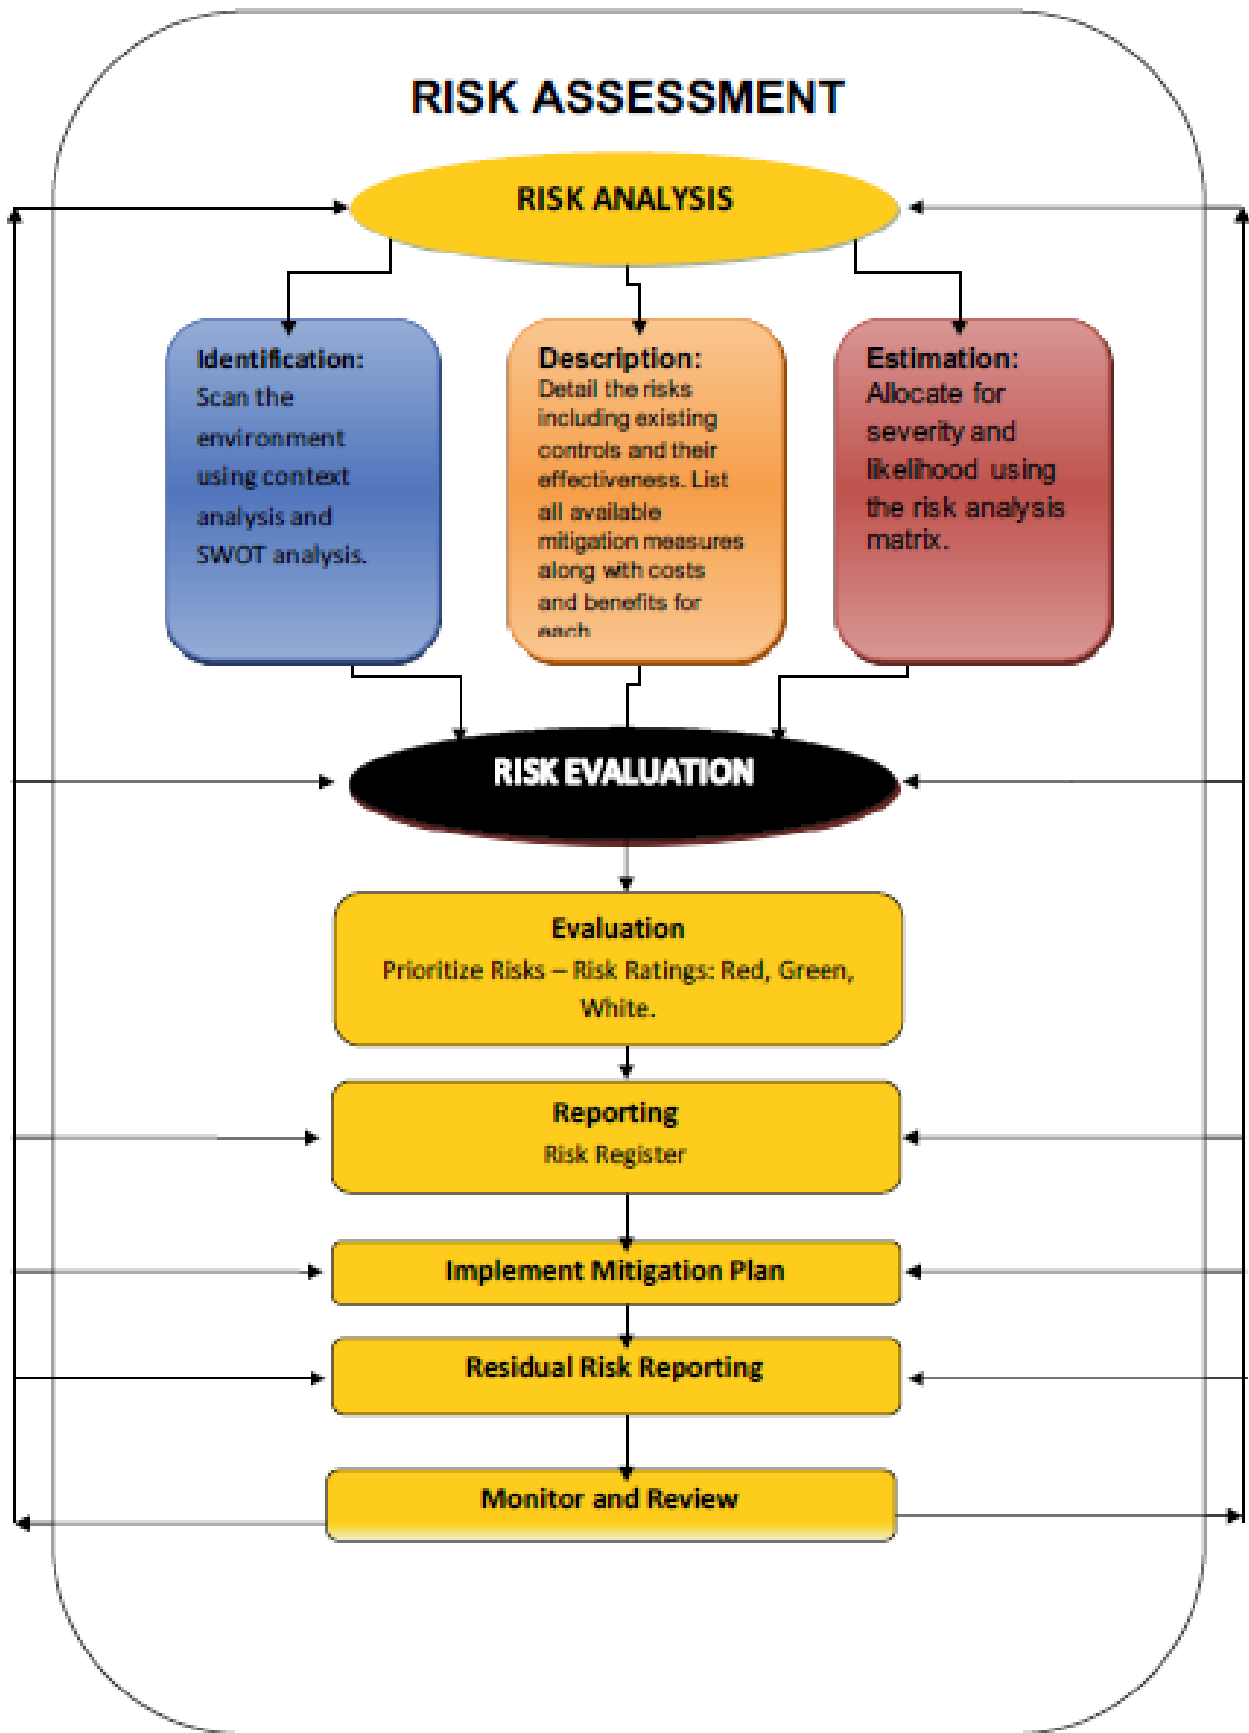 RISK ASSESSMENT
RISK ANALYSIS
Identification:
Scan the
environment
using context
analysis and
SWOT analysis.
Description:
Detail the risks
including existing
controls and their
effectiveness. List
all available
mitigation measures
along with costs
and benefits for
each
Estimation:
Allocate for
severity and
likelihood using
the risk analysis
matrix.
RISK EVALUATION
Evaluation
Prioritize Risks – Risk Ratings: Red, Green,
White.
Reporting
Risk Register
Implement Mitigation Plan
Residual Risk Reporting
Monitor and Review